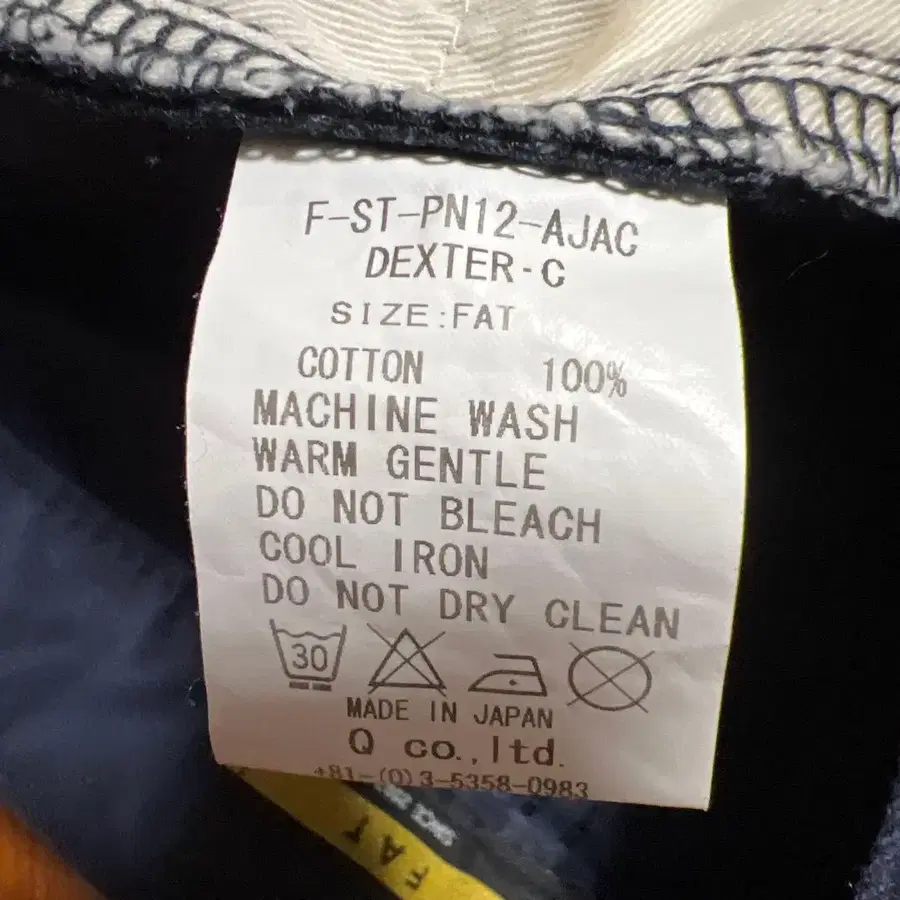 F-ST-PN12-AJAC
DEXTER-C
SIZE:FAT
COTTON 100%
MACHINE WASH
WARM GENTLE
DO NOT BLEACH
COOL IRON
DO NOT DRY CLEAN
30
MADE IN JAPAN
Q co.,ltd.
+81-(0)3-5358-0983